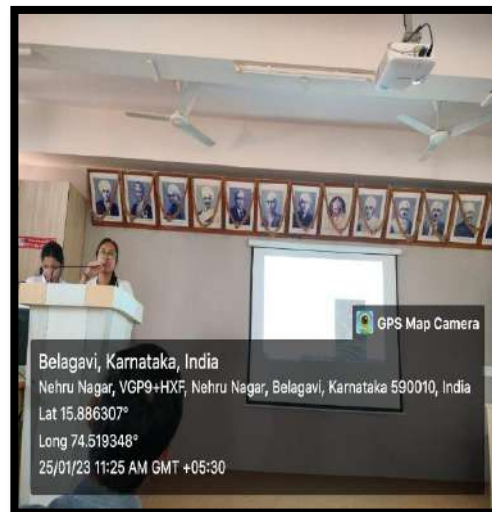 GPS Map Camera
Belagavi, Karnataka, India
Nehru Nagar, VGP9+HXF, Nehru Nagar, Belagavi, Karnataka 590010, India
Lat 15.886307°
Long 74.519348°
25/01/23 11:25 AM GMT +05:30